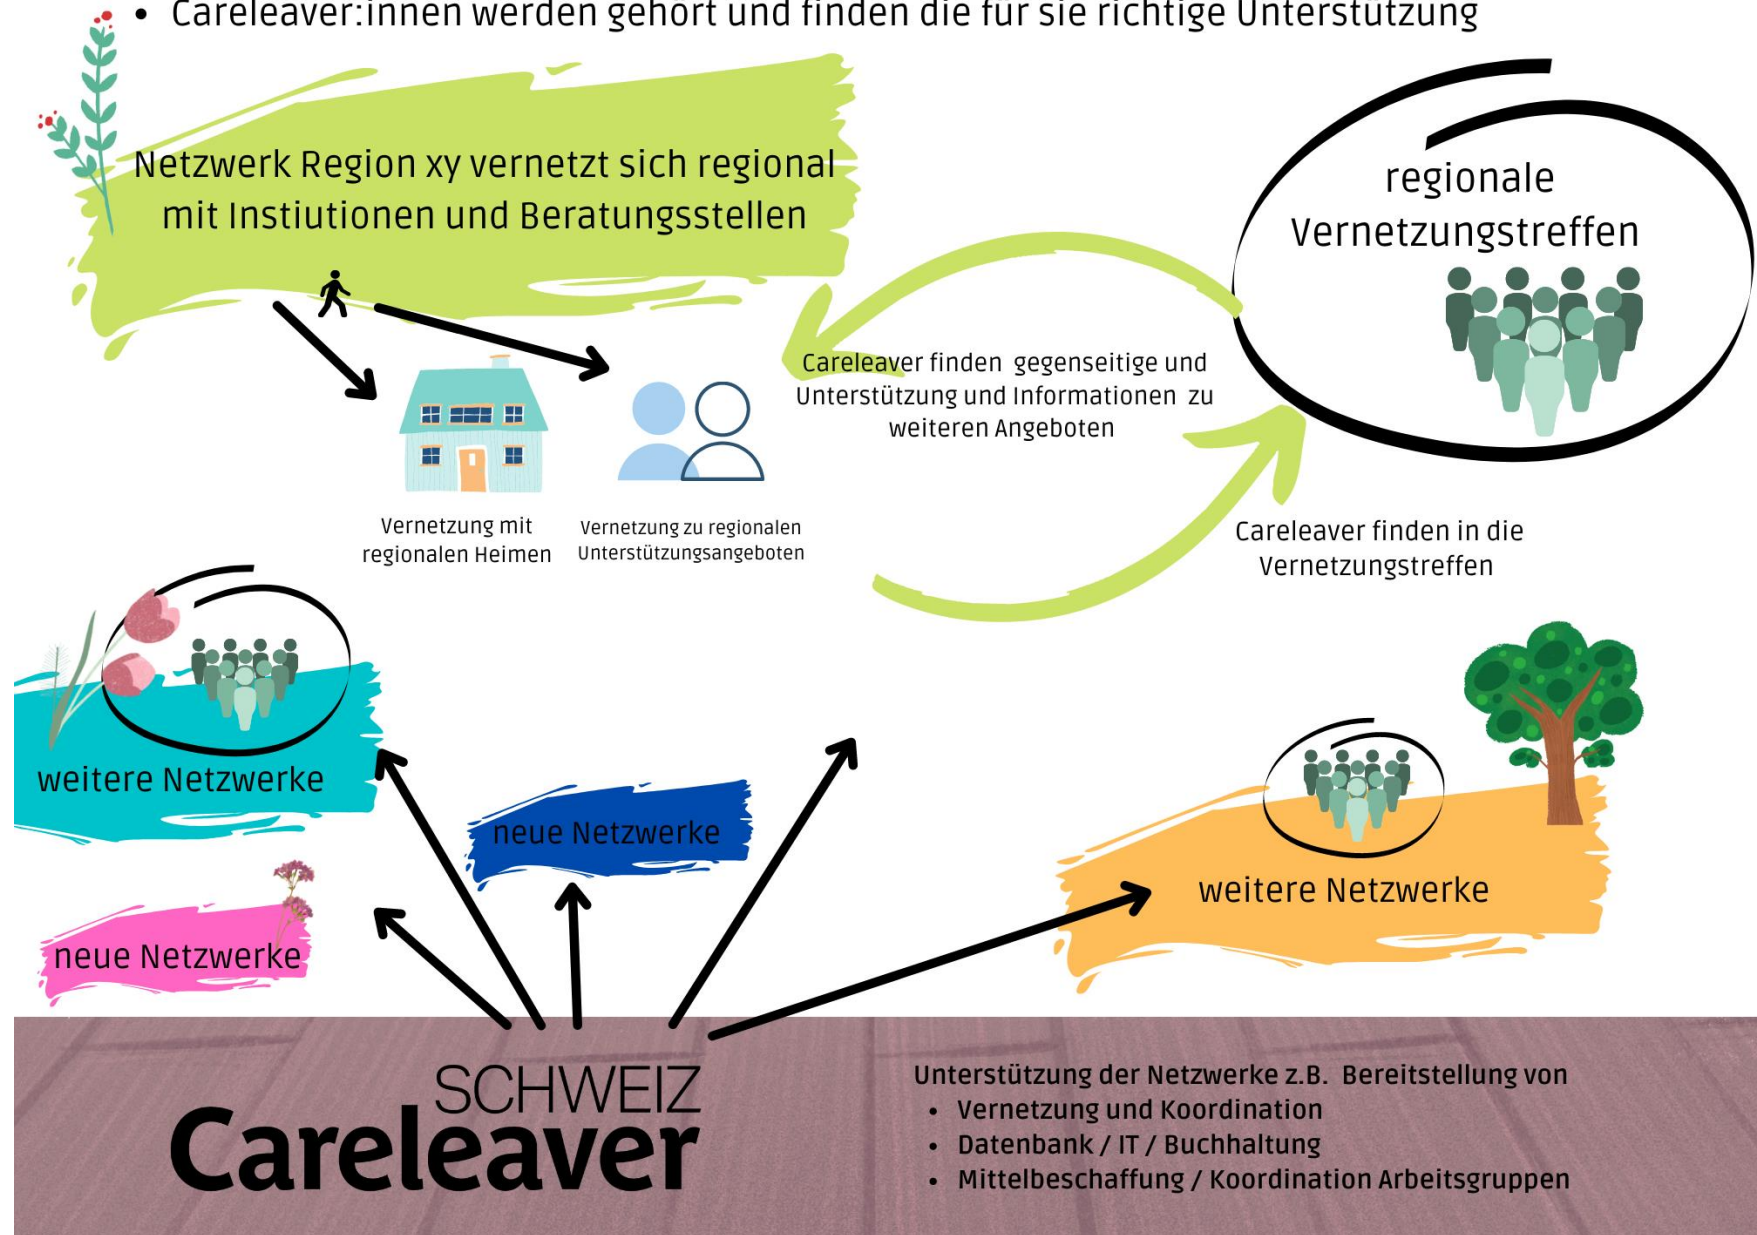 • Careleaver:innen werden gehört und finden die für sie richtige Unterstützung
Netzwerk Region xy vernetzt sich regional
mit Instiutionen und Beratungsstellen
regionale
Vernetzungstreffen
Careleaver finden gegenseitige und
Unterstützung und Informationen zu
weiteren Angeboten
Vernetzung mit
regionalen Heimen
Vernetzung zu regionalen
Unterstützungsangeboten
Careleaver finden in die
Vernetzungstreffen
weitere Netzwerke
neue Netzwerke
weitere Netzwerke
neue Netzwerke
SCHWEIZ
Careleaver
Unterstützung der Netzwerke z.B. Bereitstellung von
• Vernetzung und Koordination
• Datenbank / IT / Buchhaltung
• Mittelbeschaffung / Koordination Arbeitsgruppen